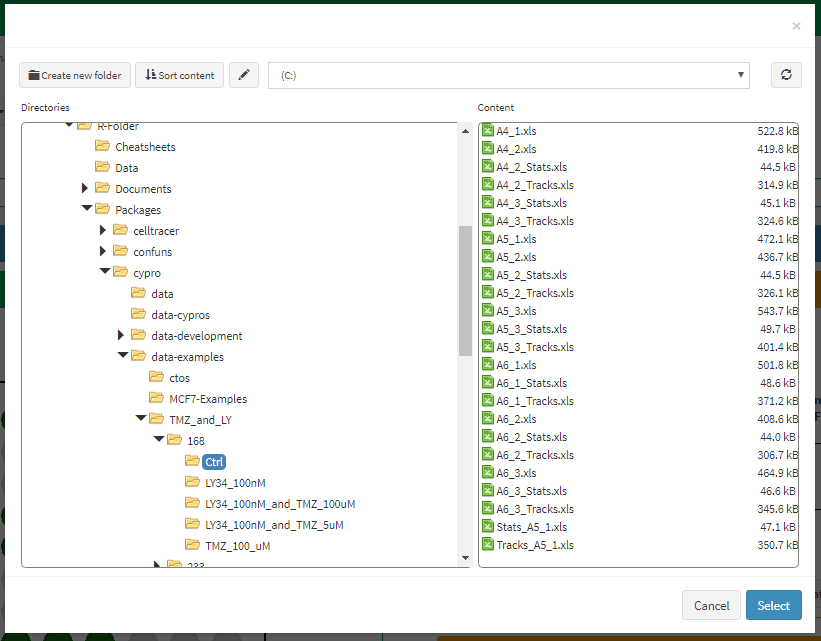 ×
Create new folder Sort content (C:)
Directories Content
R-Folder
Cheatsheets
Data
Documents
Packages
celltracer
confuns
cypro
data
data-cypros
data-development
data-examples
ctos
MCF7-Examples
TMZ_and_LY
168
Ctrl
LY34_100nM
LY34_100nM_and_TMZ_100uM
LY34_100nM_and_TMZ_5uM
TMZ_100_uM
233
A4_1.xls 522.8 kB
A4_2.xls 419.8 kB
A4_2_Stats.xls 44.5 kB
A4_2_Tracks.xls 314.9 kB
A4_3_Stats.xls 45.1 kB
A4_3_Tracks.xls 324.6 kB
A5_1.xls 472.1 kB
A5_2.xls 436.7 kB
A5_2_Stats.xls 44.5 kB
A5_2_Tracks.xls 326.1 kB
A5_3.xls 543.7 kB
A5_3_Stats.xls 49.7 kB
A5_3_Tracks.xls 401.4 kB
A6_1.xls 501.8 kB
A6_1_Stats.xls 48.6 kB
A6_1_Tracks.xls 371.2 kB
A6_2.xls 408.6 kB
A6_2_Stats.xls 44.0 kB
A6_2_Tracks.xls 306.7 kB
A6_3.xls 464.9 kB
A6_3_Stats.xls 46.6 kB
A6_3_Tracks.xls 345.6 kB
Stats_A5_1.xls 47.1 kB
Tracks_A5_1.xls 350.7 kB
Cancel Select